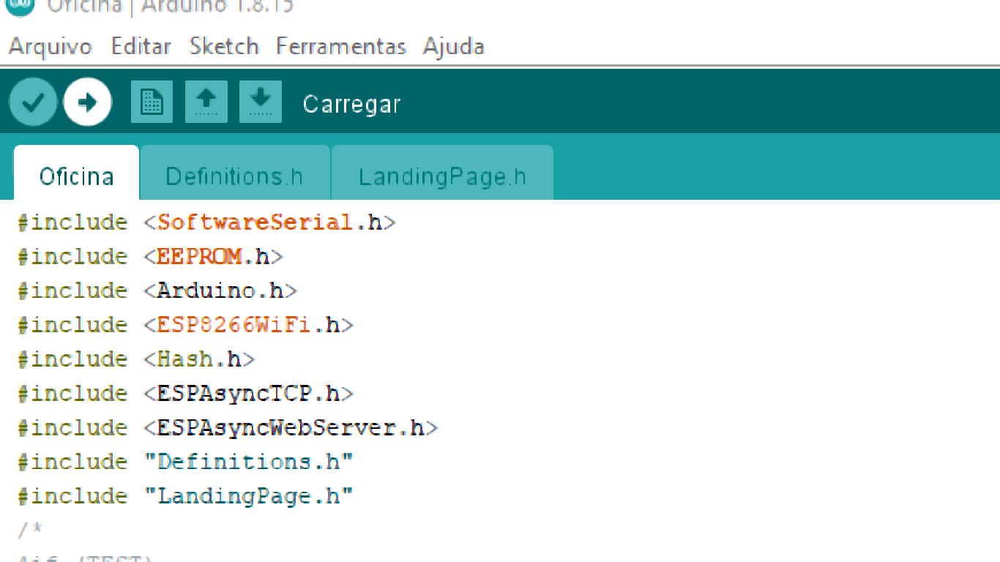 Oficina | Arduino 1.8.15
Arquivo Editar Sketch Ferramentas Ajuda
Carregar
Oficina Definitions.h LandingPage.h
#include <SoftwareSerial.h>
#include <EEPROM.h>
#include <Arduino.h>
#include <ESP8266WiFi.h>
#include <Hash.h>
#include <ESPAsyncTCP.h>
#include <ESPAsyncWebServer.h>
#include "Definitions.h"
#include "LandingPage.h"
/*
#if (TEST)